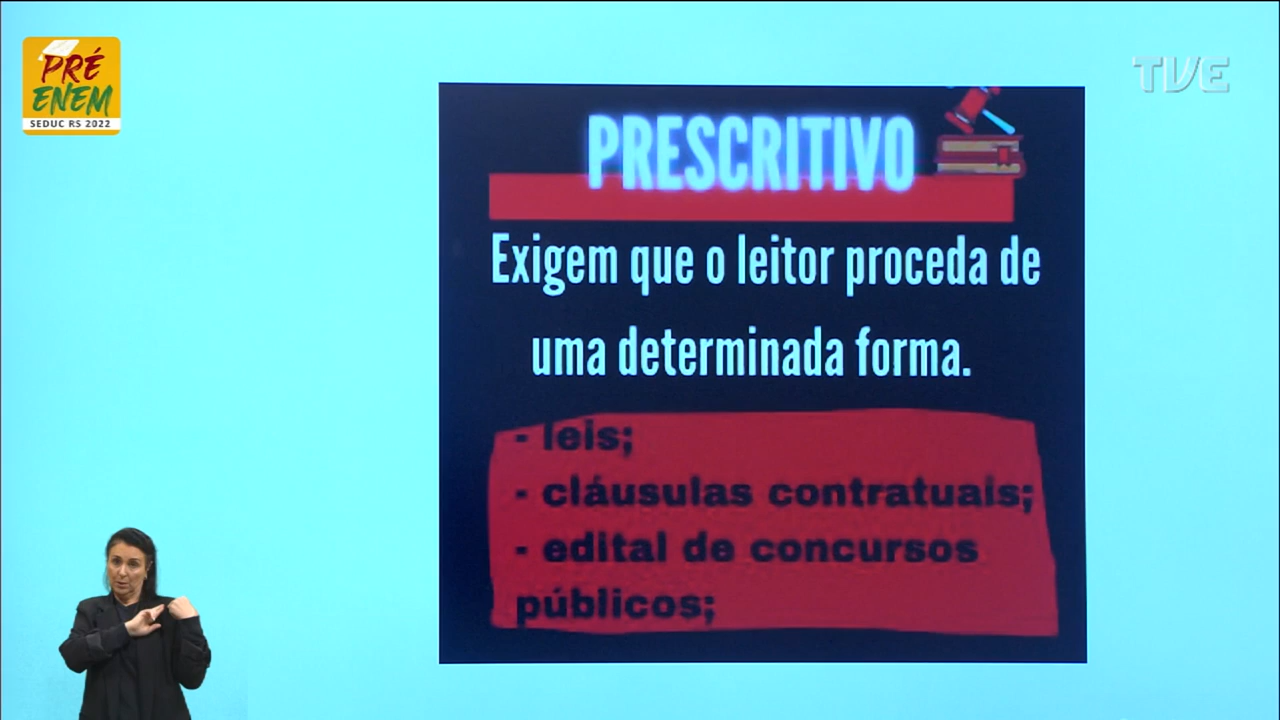 PRÉ
ENEM
SEDUC RS 2022
TVE
PRESCRITIVO
Exigem que o leitor proceda de
uma determinada forma.
- leis;
- cláusulas contratuais;
- edital de concursos
públicos;